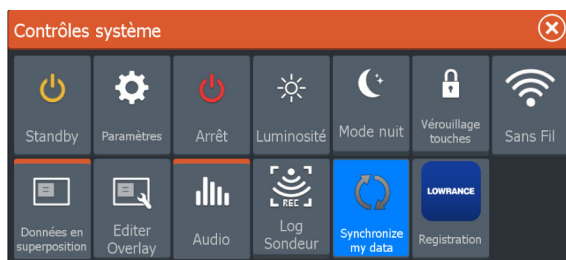 Contrôles système
Standby
Paramètres
Arrêt
Luminosité
Mode nuit
Vérouillage
touches
Sans Fil
Données en
superposition
Editer
Overlay
Audio
REC
Log
Sondeur
Synchronize
my data
LOWRANCE
Registration